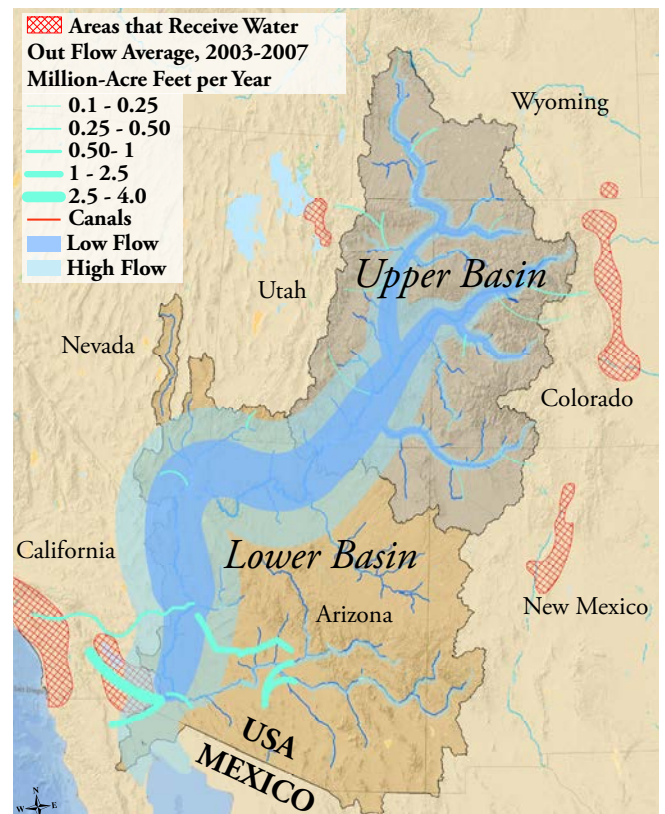 Areas that Receive Water
Out Flow Average, 2003-2007
Million-Acre Feet per Year
0.1 - 0.25
0.25 - 0.50
0.50- 1
1 - 2.5
2.5 - 4.0
Canals
Low Flow
High Flow
Wyoming
Upper Basin
Utah
Nevada
Colorado
California
Lower Basin
New Mexico
Arizona
USA
MEXICO
N
W E
S